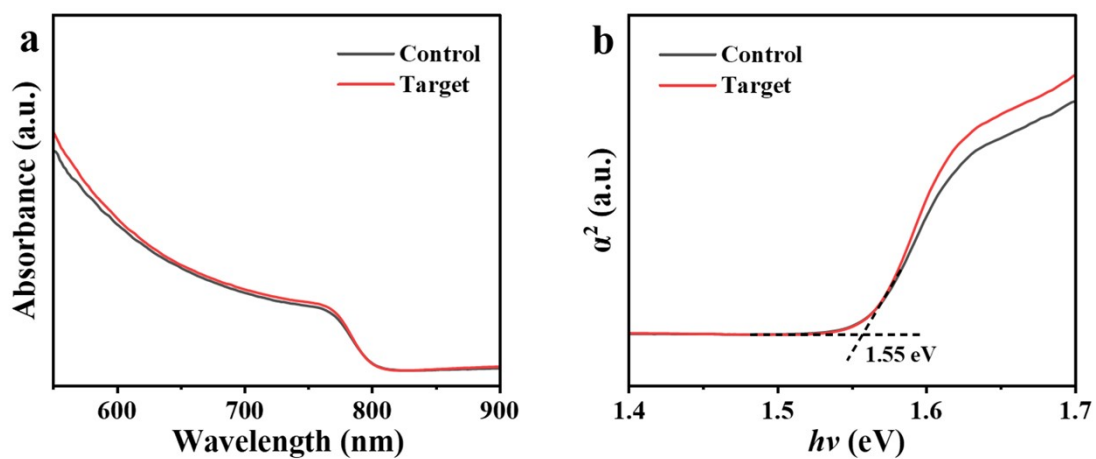 a
Control
Target
Absorbance (a.u.)
600
700
800
900
Wavelength (nm)
b
Control
Target
α² (a.u.)
1.55 eV
1.4
1.5
1.6
1.7
hν (eV)